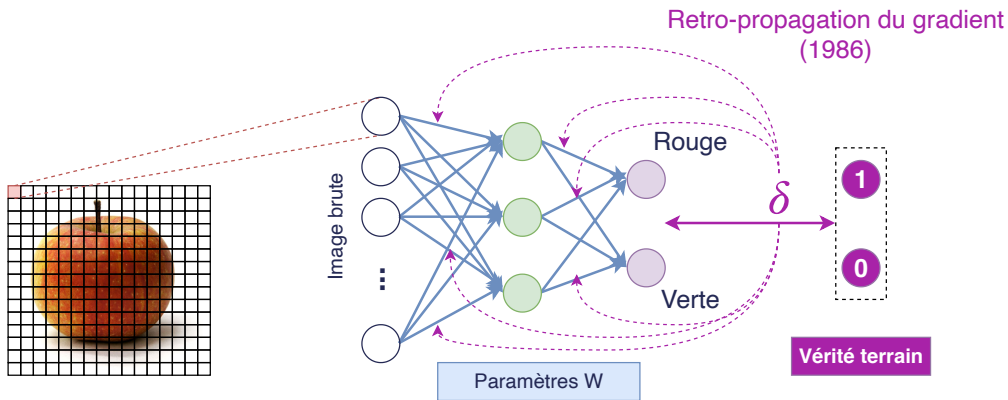 Retro-propagation du gradient
(1986)
Image brute
...
Rouge
Verte
δ
1
0
Paramètres W
Vérité terrain